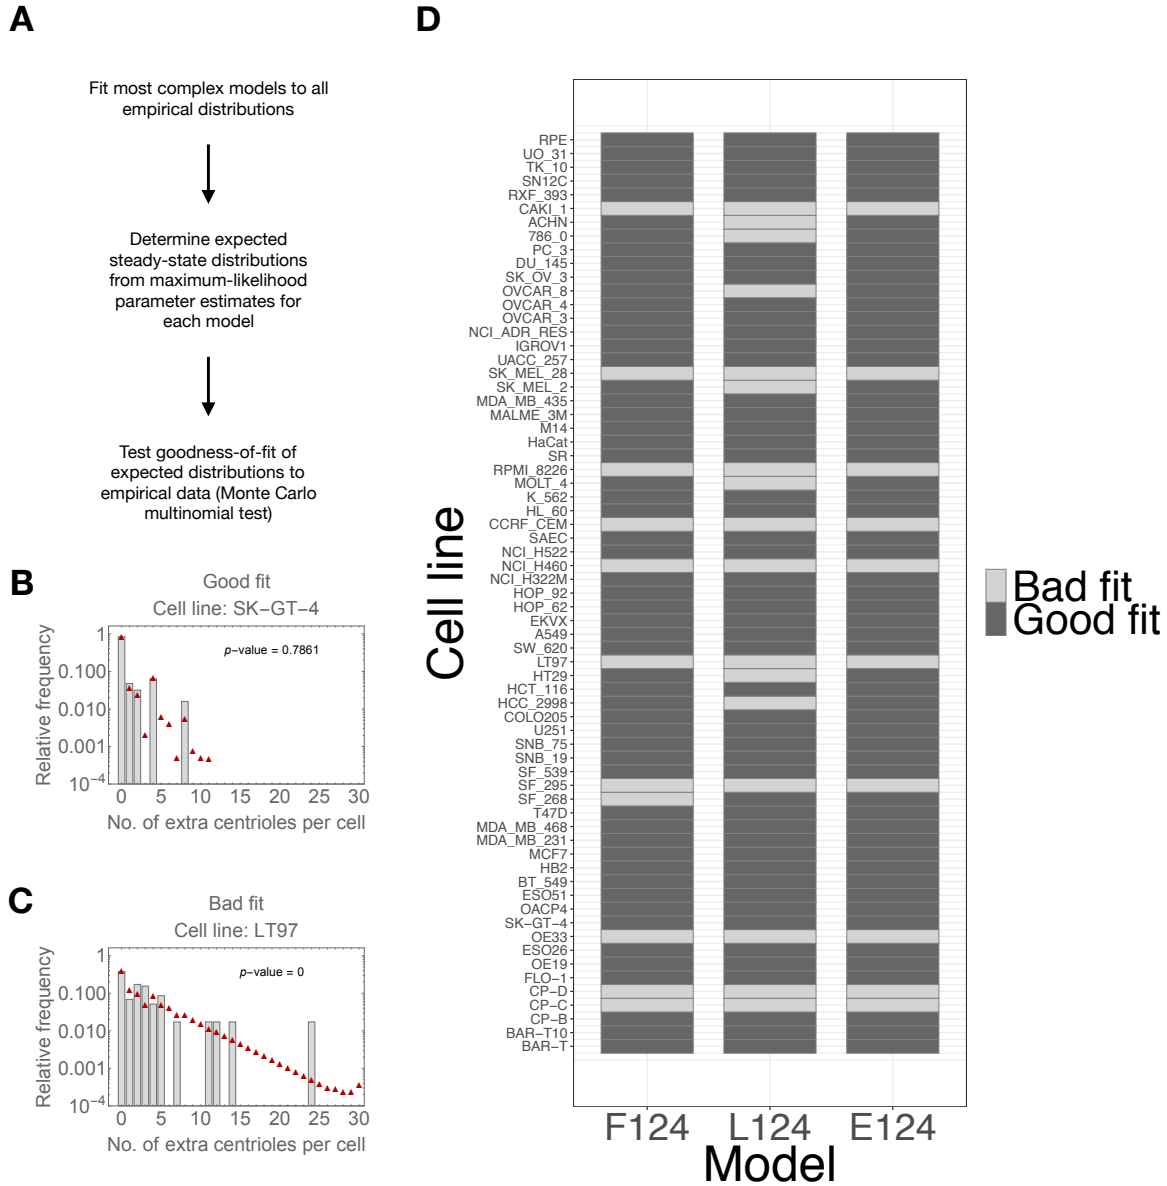 A
Fit most complex models to all
empirical distributions
Determine expected
steady-state distributions
from maximum-likelihood
parameter estimates for
each model
Test goodness-of-fit of
expected distributions to
empirical data (Monte Carlo
multinomial test)
B
Good fit
Cell line: SK-GT-4
p-value = 0.7861
Relative frequency
1
0.100
0.010
0.001
10−4
0 5 10 15 20 25 30
No. of extra centrioles per cell
C
Bad fit
Cell line: LT97
p-value = 0
Relative frequency
1
0.100
0.010
0.001
10−4
0 5 10 15 20 25 30
No. of extra centrioles per cell
D
Cell line
RPE
UO_31
TK_10
SN12C
RXF_393
CAKI_1
ACHN
786_0
PC_3
DU_145
SK_OV_3
OVCAR_8
OVCAR_4
OVCAR_3
NCI_ADR_RES
IGROV1
UACC_257
SK_MEL_28
SK_MEL_2
MDA_MB_435
MALME_3M
M14
HaCat
SR
RPMI_8226
MOLT_4
K_562
HL_60
CCRF_CEM
SAEC
NCI_H522
NCI_H460
NCI_H322M
HOP_92
HOP_62
EKVX
A549
SW_620
LT97
HT29
HCT_116
HCC_2998
COLO205
U251
SNB_75
SNB_19
SF_539
SF_295
SF_268
T47D
MDA_MB_468
MDA_MB_231
MCF7
HB2
BT_549
ESO51
OACP4
SK-GT-4
OE33
ESO26
OE19
FLO-1
CP-D
CP-C
CP-B
BAR-T10
BAR-T
F124 L124 E124
Model
Bad fit
Good fit